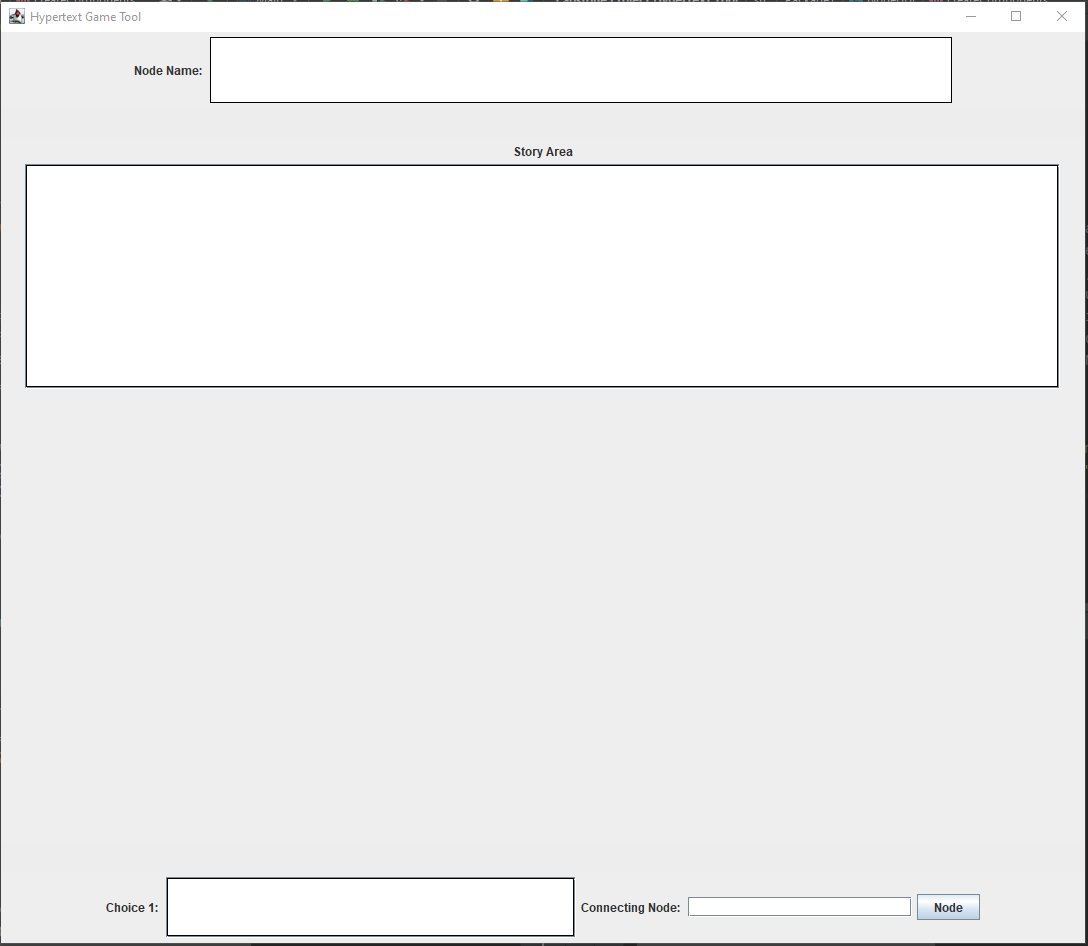 Hypertext Game Tool
Node Name:
Story Area
Choice 1:
Connecting Node:
Node